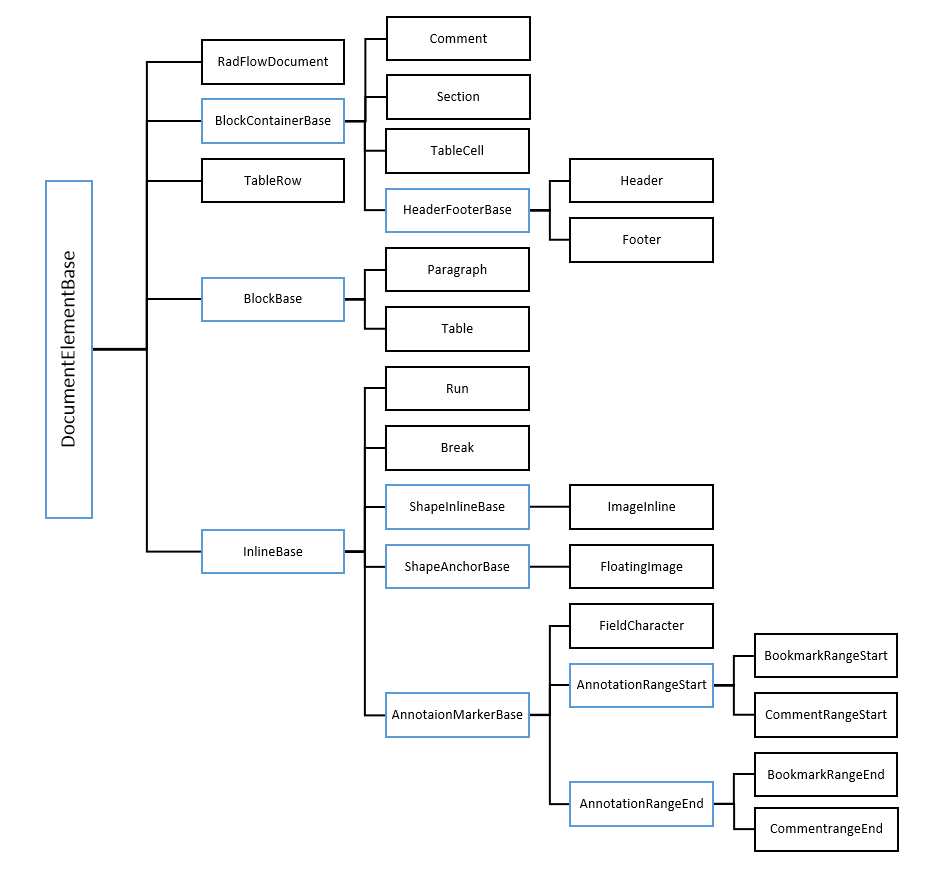 DocumentElementBase
RadFlowDocument
BlockContainerBase
Comment
Section
TableCell
HeaderFooterBase
Header
Footer
TableRow
BlockBase
Paragraph
Table
InlineBase
Run
Break
ShapeInlineBase
ImageInline
ShapeAnchorBase
FloatingImage
AnnotaionMarkerBase
FieldCharacter
AnnotationRangeStart
BookmarkRangeStart
CommentRangeStart
AnnotationRangeEnd
BookmarkRangeEnd
CommentrangeEnd